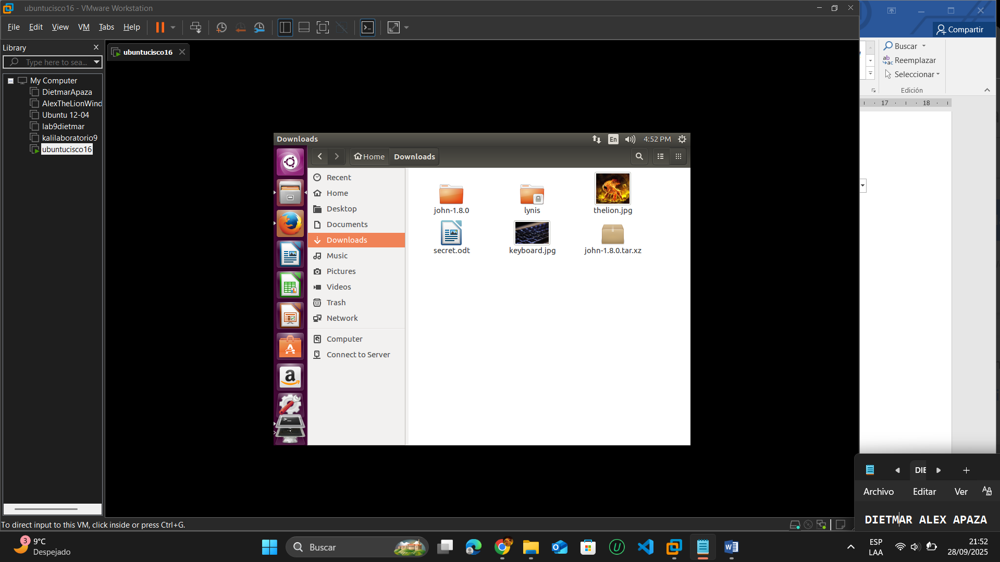 ubuntucisco16 - VMware Workstation
File Edit View VM Tabs Help
Library
Type here to sea...
ubuntucisco16
My Computer
DietmarApaza
AlexTheLionWind
Ubuntu 12-04
lab9dietmar
kalilaboratorio9
ubuntucisco16
Downloads
En
4:52 PM
Home
Downloads
Recent
Home
Desktop
Documents
Downloads
Music
Pictures
Videos
Trash
Network
Computer
Connect to Server
john-1.8.0
lynis
thelion.jpg
secret.odt
keyboard.jpg
john-1.8.0.tar.xz
To direct input to this VM, click inside or press Ctrl+G.
Compartir
Buscar
Reemplazar
Seleccionar
Edición
17
18
DIE
Archivo Editar Ver
DIETMAR ALEX APAZA
3
9°C
Despejado
Buscar
ESP
LAA
21:52
28/09/2025